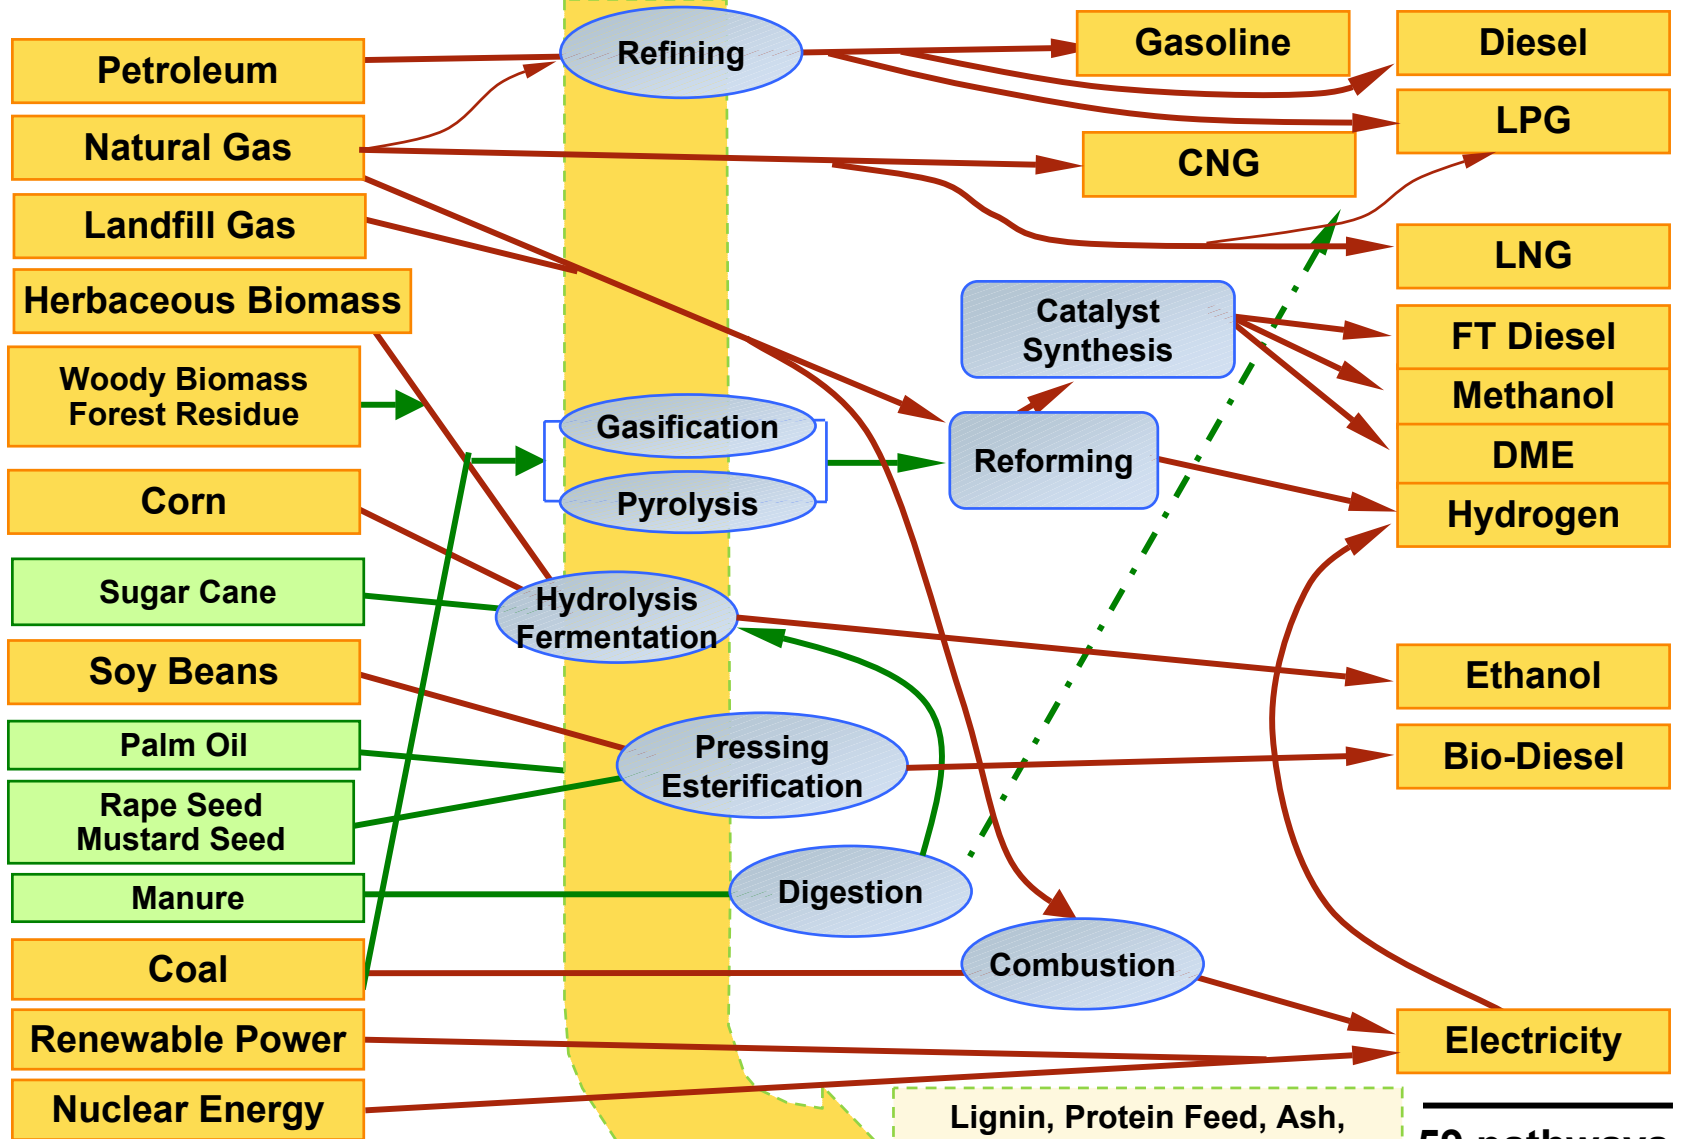 Petroleum
Natural Gas
Landfill Gas
Herbaceous Biomass
Woody Biomass
Forest Residue
Corn
Sugar Cane
Soy Beans
Palm Oil
Rape Seed
Mustard Seed
Manure
Coal
Renewable Power
Nuclear Energy
Refining
Gasification
Pyrolysis
Hydrolysis
Fermentation
Pressing
Esterification
Digestion
Combustion
Catalyst
Synthesis
Reforming
Gasoline
CNG
Diesel
LPG
LNG
FT Diesel
Methanol
DME
Hydrogen
Ethanol
Bio-Diesel
Electricity
Lignin, Protein Feed, Ash,
pathways